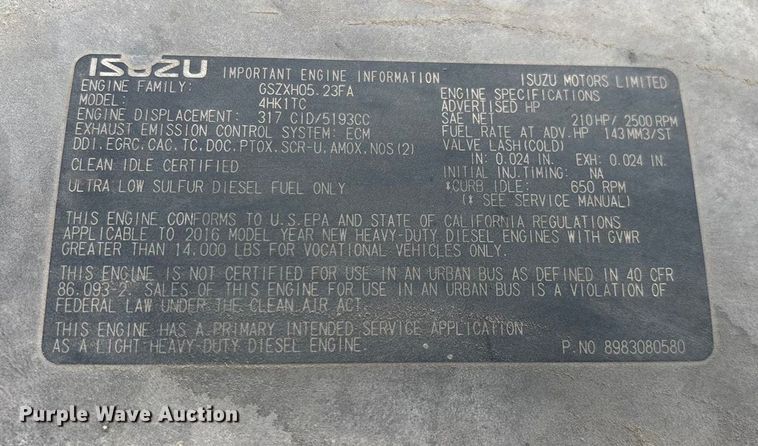 ISUZU IMPORTANT ENGINE INFORMATION ISUZU MOTORS LIMITED
ENGINE FAMILY: GSZXH05.23FA ENGINE SPECIFICATIONS
MODEL: 4HK1TC ADVERTISED HP
ENGINE DISPLACEMENT: 317 CID/5193CC SAE NET 210HP/2500RPM
EXHAUST EMISSION CONTROL SYSTEM: ECM FUEL RATE AT ADV.HP 143MM3/ST
DDI.EGRC.CAC.TC.DOC.PTOX.SCR-U.AMOX.NOS(2) VALVE LASH(COLD)
IN: 0.024 IN. EXH: 0.024 IN.
CLEAN IDLE CERTIFIED INITIAL INJ.TIMING: NA
*CURB IDLE: 650 RPM
ULTRA LOW SULFUR DIESEL FUEL ONLY (* SEE SERVICE MANUAL)
THIS ENGINE CONFORMS TO U.S.EPA AND STATE OF CALIFORNIA REGULATIONS
APPLICABLE TO 2016 MODEL YEAR NEW HEAVY-DUTY DIESEL ENGINES WITH GVWR
GREATER THAN 14.000 LBS FOR VOCATIONAL VEHICLES ONLY.
THIS ENGINE IS NOT CERTIFIED FOR USE IN AN URBAN BUS AS DEFINED IN 40 CFR
86.093-2. SALES OF THIS ENGINE FOR USE IN AN URBAN BUS IS A VIOLATION OF
FEDERAL LAW UNDER THE CLEAN AIR ACT.
THIS ENGINE HAS A PRIMARY INTENDED SERVICE APPLICATION
AS A LIGHT HEAVY-DUTY DIESEL ENGINE. P.NO 8983080580
Purple Wave Auction